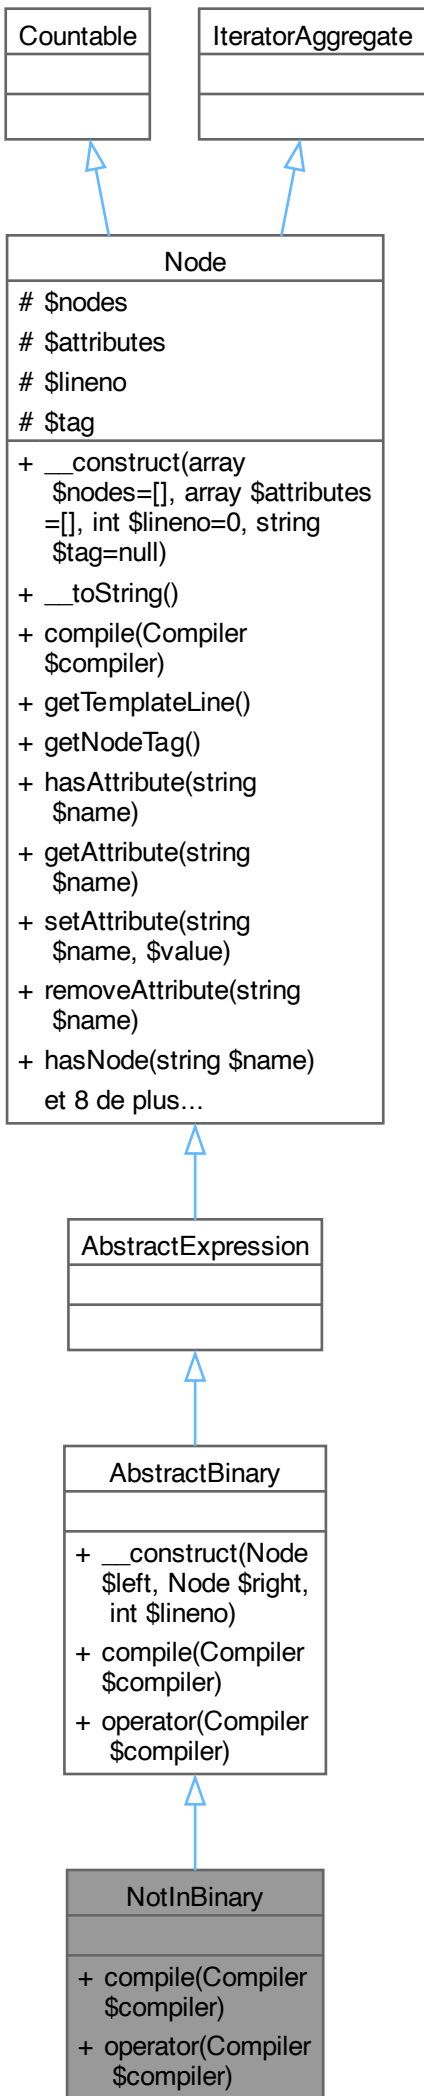 Countable
IteratorAggregate
Node
# $nodes
# $attributes
# $lineno
# $tag
+ __construct(array
$nodes=[], array $attributes
=[], int $lineno=0, string
$tag=null)
+ __toString()
+ compile(Compiler
$compiler)
+ getTemplateLine()
+ getNodeTag()
+ hasAttribute(string
$name)
+ getAttribute(string
$name)
+ setAttribute(string
$name, $value)
+ removeAttribute(string
$name)
+ hasNode(string $name)
et 8 de plus...
AbstractExpression
AbstractBinary
+ __construct(Node
$left, Node $right,
int $lineno)
+ compile(Compiler
$compiler)
+ operator(Compiler
$compiler)
NotInBinary
+ compile(Compiler
$compiler)
+ operator(Compiler
$compiler)